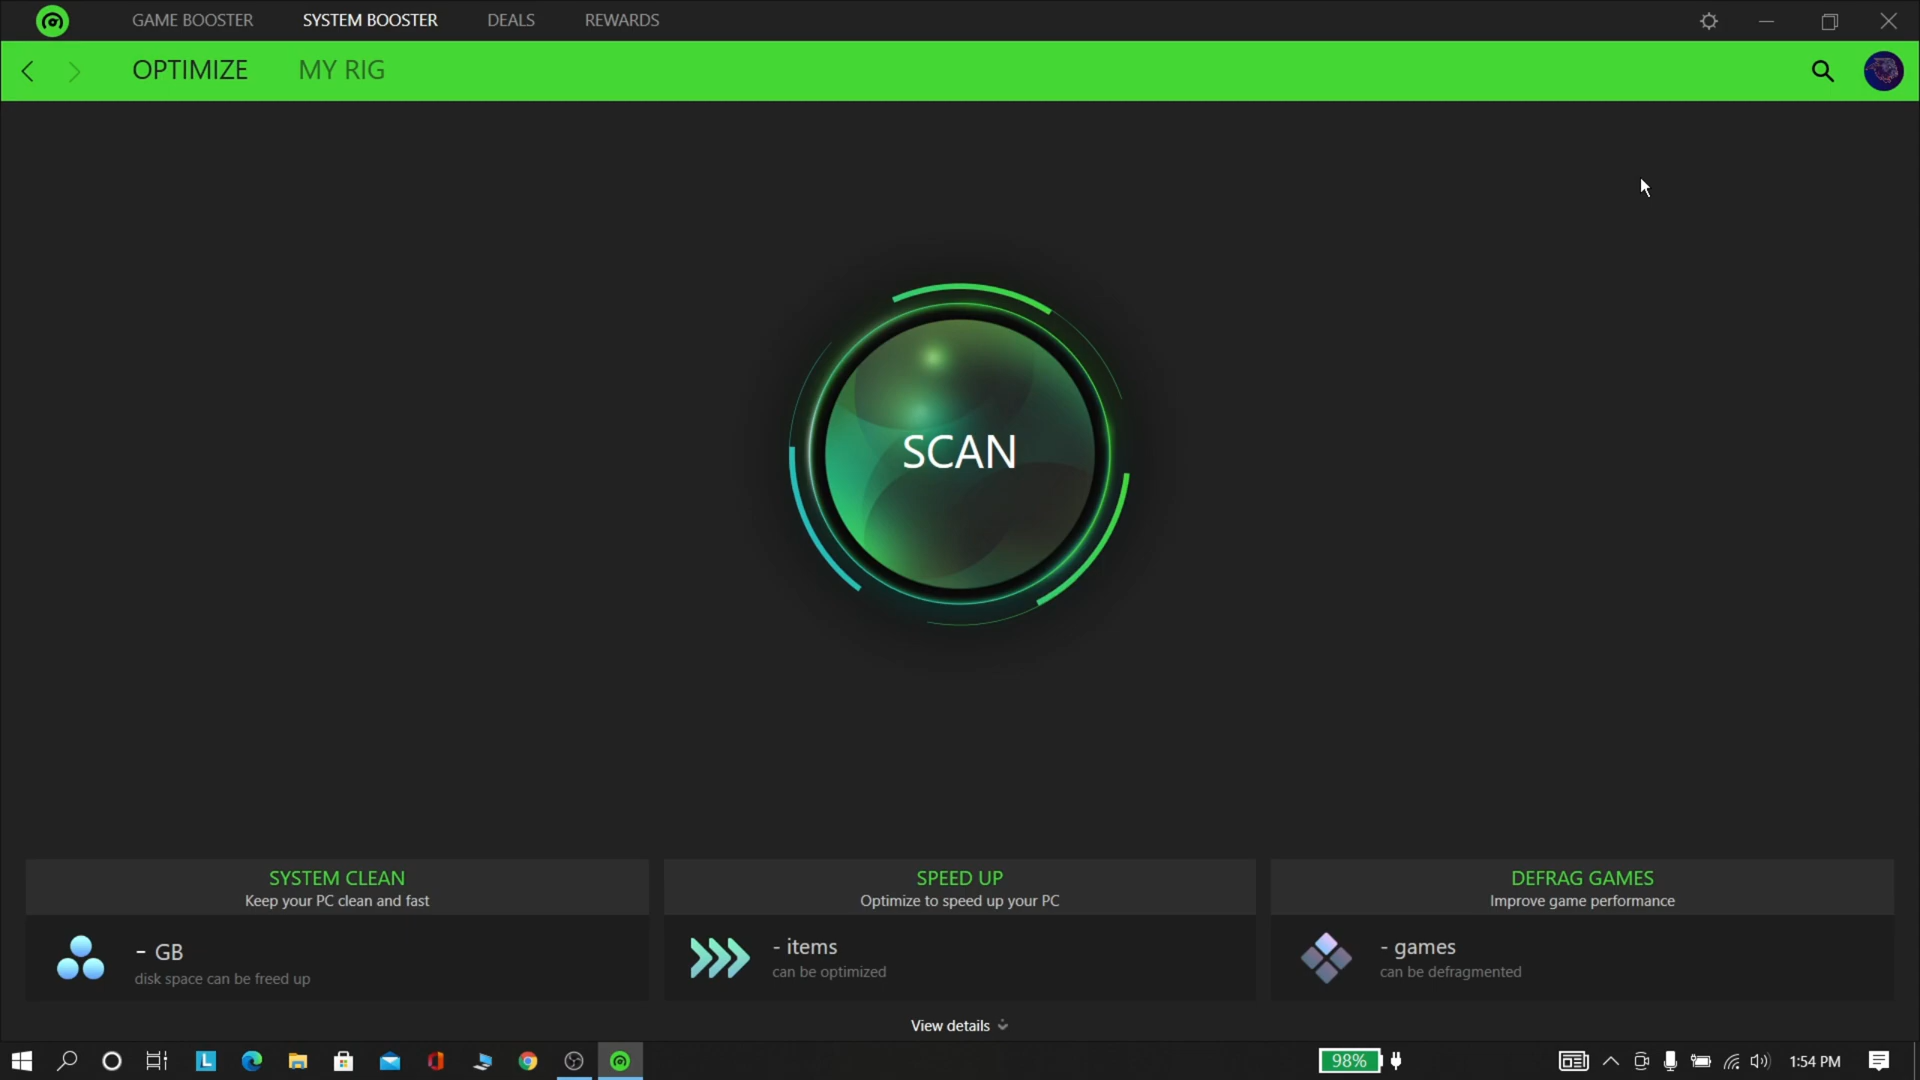 GAME BOOSTER SYSTEM BOOSTER DEALS REWARDS
OPTIMIZE MY RIG
SCAN
SYSTEM CLEAN
Keep your PC clean and fast
- GB
disk space can be freed up
SPEED UP
Optimize to speed up your PC
- items
can be optimized
DEFRAG GAMES
Improve game performance
- games
can be defragmented
View details
L
98%
1:54 PM